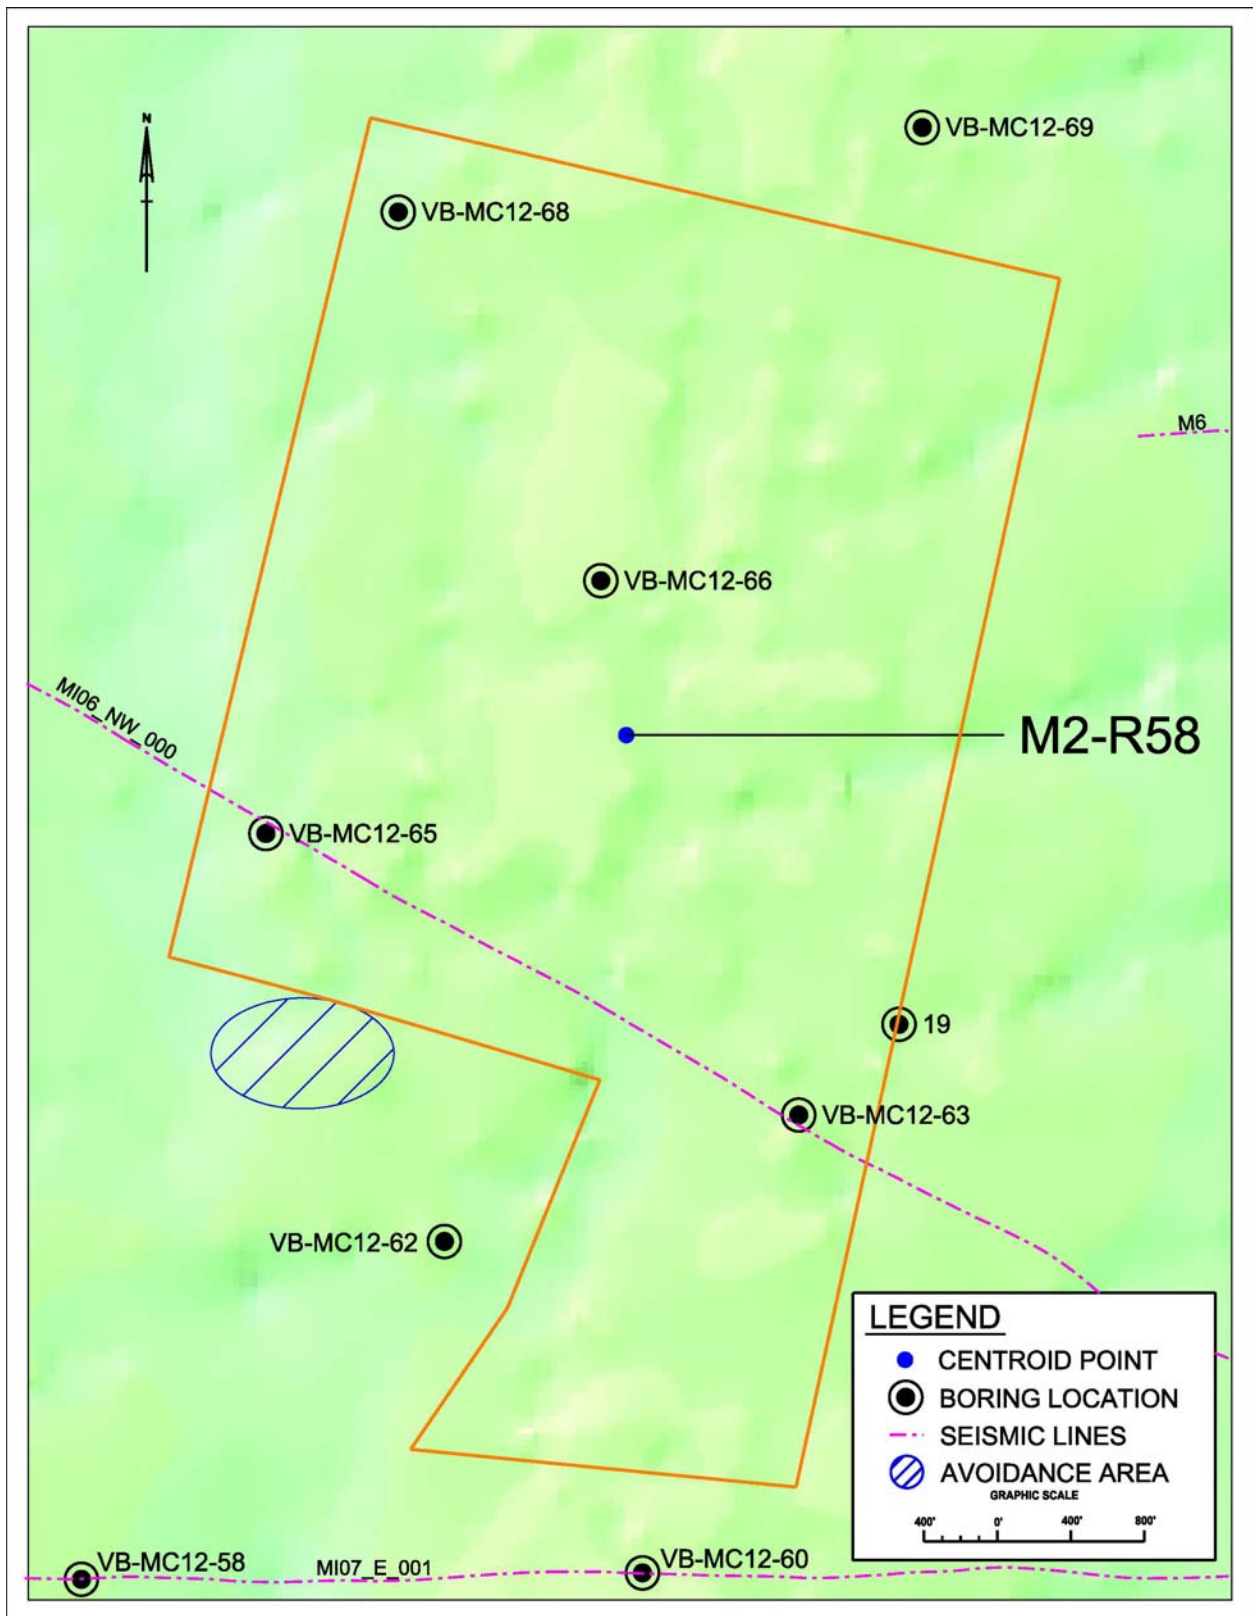 N
VB-MC12-69
VB-MC12-68
M6
VB-MC12-66
MI06_NW_000
M2-R58
VB-MC12-65
19
VB-MC12-63
VB-MC12-62
LEGEND
CENTROID POINT
BORING LOCATION
SEISMIC LINES
AVOIDANCE AREA
GRAPHIC SCALE
400' 0' 400' 800'
VB-MC12-58
MI07_E_001
VB-MC12-60